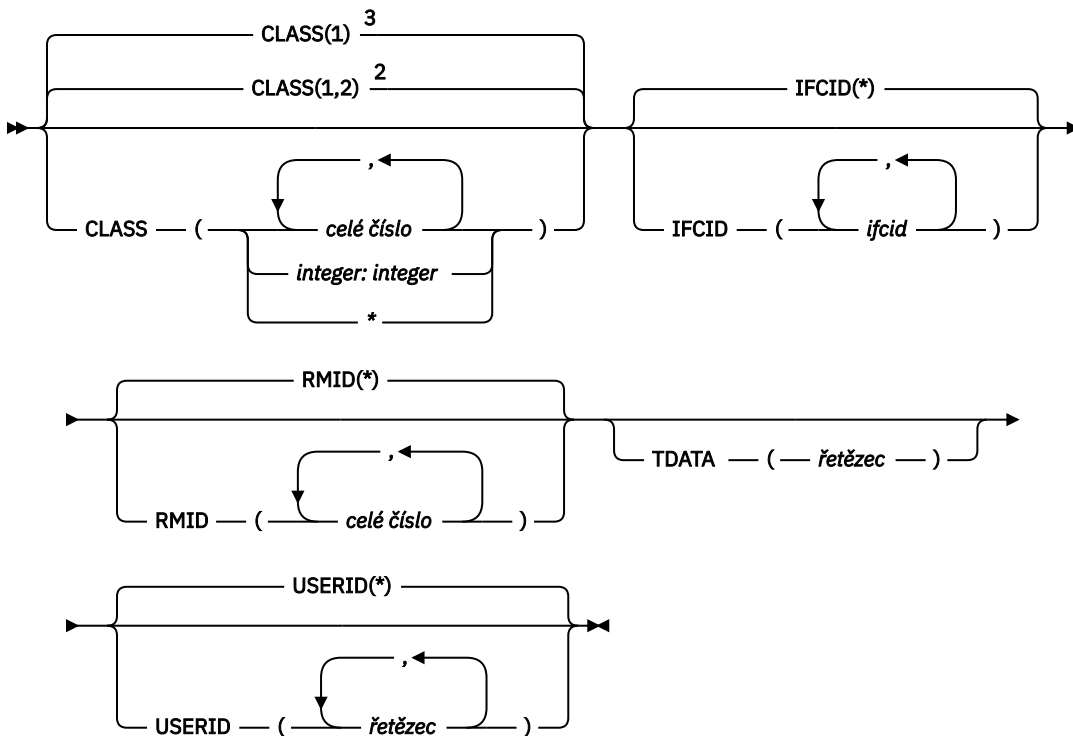 CLASS(1) 3
CLASS(1,2) 2
IFCID(*)
,
CLASS ( celé číslo )
integer: integer
*
,
IFCID ( ifcid )
RMID(*)
,
RMID ( celé číslo )
TDATA ( řetězec )
USERID(*)
,
USERID ( řetězec )